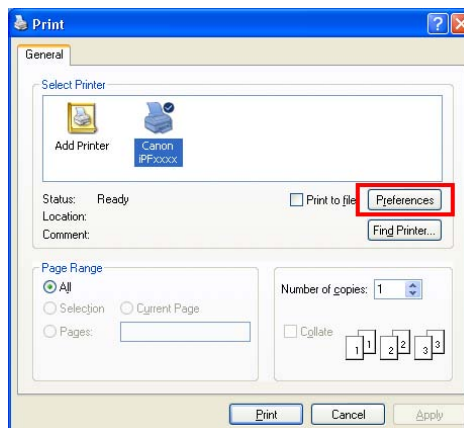 Print
General
Select Printer
Add Printer
Canon
iPFxxxx
Status: Ready
Print to file
Preferences
Location:
Comment:
Find Printer...
Page Range
All
Selection
Current Page
Pages:
Number of copies: 1
Collate
1 1 2 2 3 3
Print
Cancel
Apply